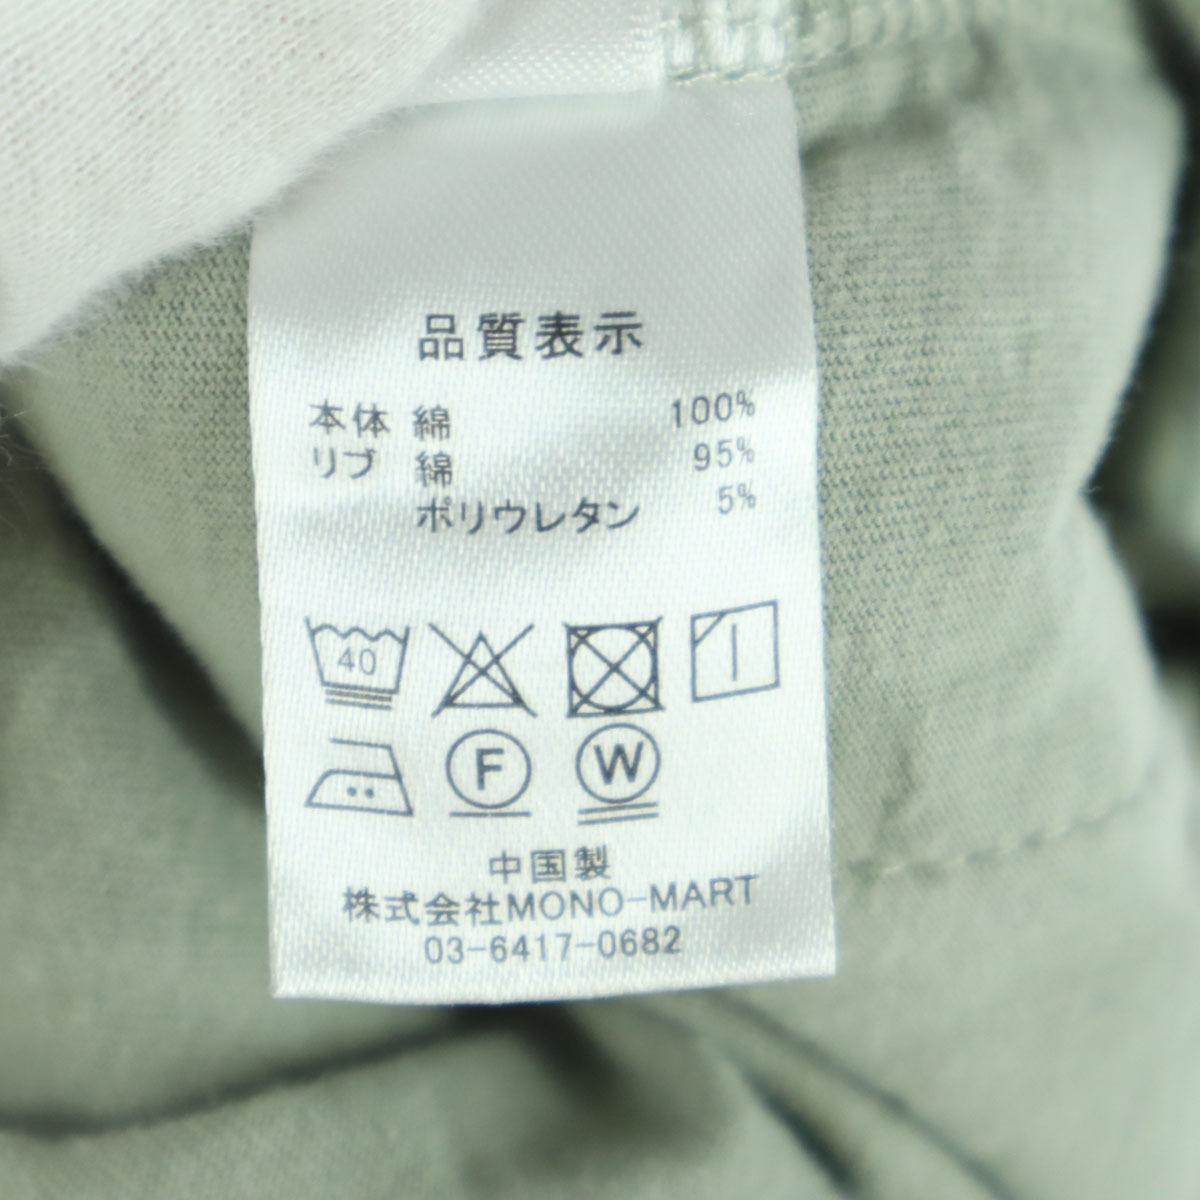 品質表示
本体 綿 100%
リブ 綿 95%
ポリウレタン 5%
40
F W
中国製
株式会社MONO-MART
03-6417-0682